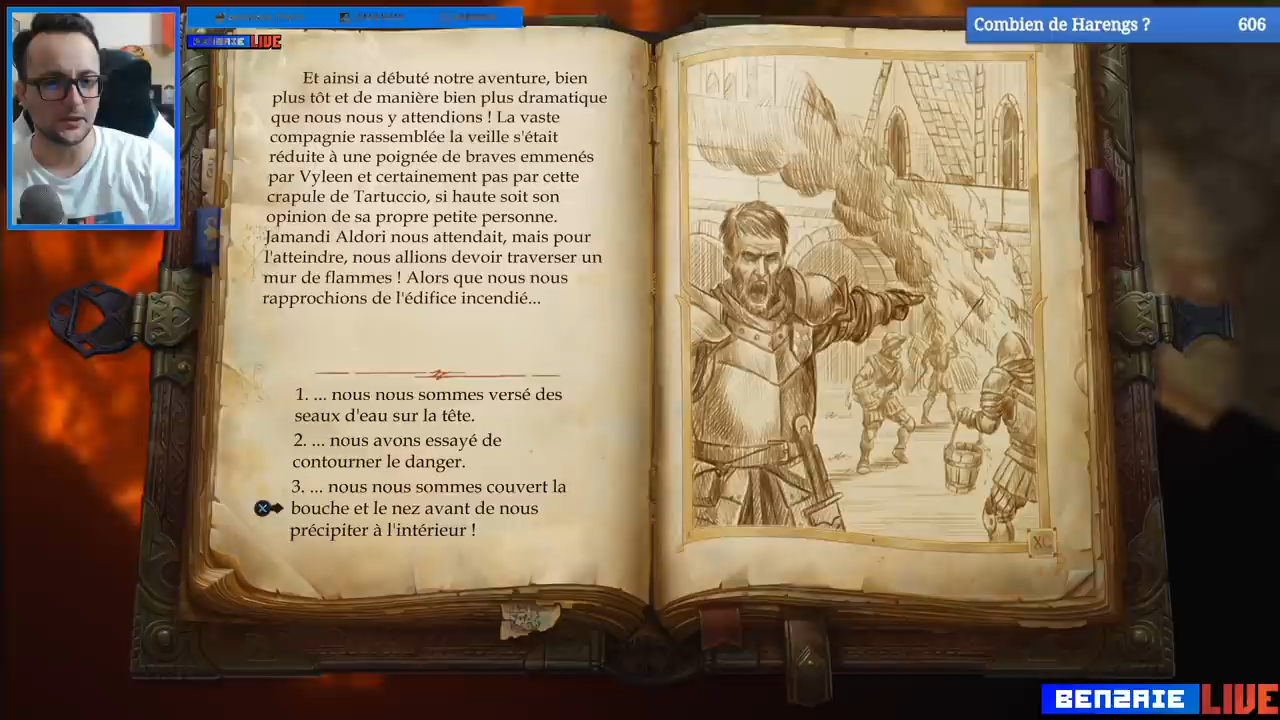 Combien de Harengs ? 606
BENZAIE LIVE
Et ainsi a débuté notre aventure, bien
plus tôt et de manière bien plus dramatique
que nous nous y attendions ! La vaste
compagnie rassemblée la veille s'était
réduite à une poignée de braves emmenés
par Vyleen et certainement pas par cette
crapule de Tartuccio, si haute soit son
opinion de sa propre petite personne.
Jamandi Aldori nous attendait, mais pour
l'atteindre, nous allions devoir traverser un
mur de flammes ! Alors que nous nous
rapprochions de l'édifice incendié...
1. ... nous nous sommes versé des
seaux d'eau sur la tête.
2. ... nous avons essayé de
contourner le danger.
3. ... nous nous sommes couvert la
bouche et le nez avant de nous
précipiter à l'intérieur !
BENZAIE LIVE